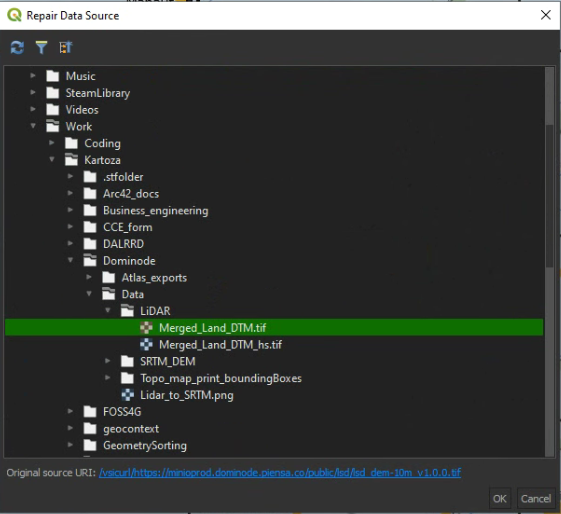 Repair Data Source
Music
SteamLibrary
Videos
Work
Coding
Kartoza
.stfolder
Arc42_docs
Business_engineering
CCE_form
DALRRD
Dominode
Atlas_exports
Data
LiDAR
Merged_Land_DTM.tif
Merged_Land_DTM_hs.tif
SRTM_DEM
Topo_map_print_boundingBoxes
Lidar_to_SRTM.png
FOSS4G
geocontext
GeometrySorting
Original source URI: /vsicurl/https://minioprod.dominode.piensa.co/public/lsd/lsd_dem-10m_v1.0.0.tif
OK Cancel